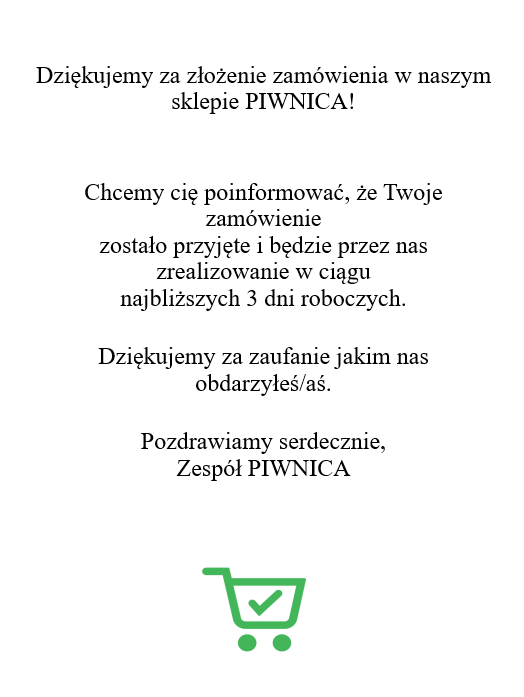 Dziękujemy za złożenie zamówienia w naszym
sklepie PIWNICA!
Chcemy cię poinformować, że Twoje
zamówienie
zostało przyjęte i będzie przez nas
zrealizowanie w ciągu
najbliższych 3 dni roboczych.
Dziękujemy za zaufanie jakim nas
obdarzyłeś/aś.
Pozdrawiamy serdecznie,
Zespół PIWNICA